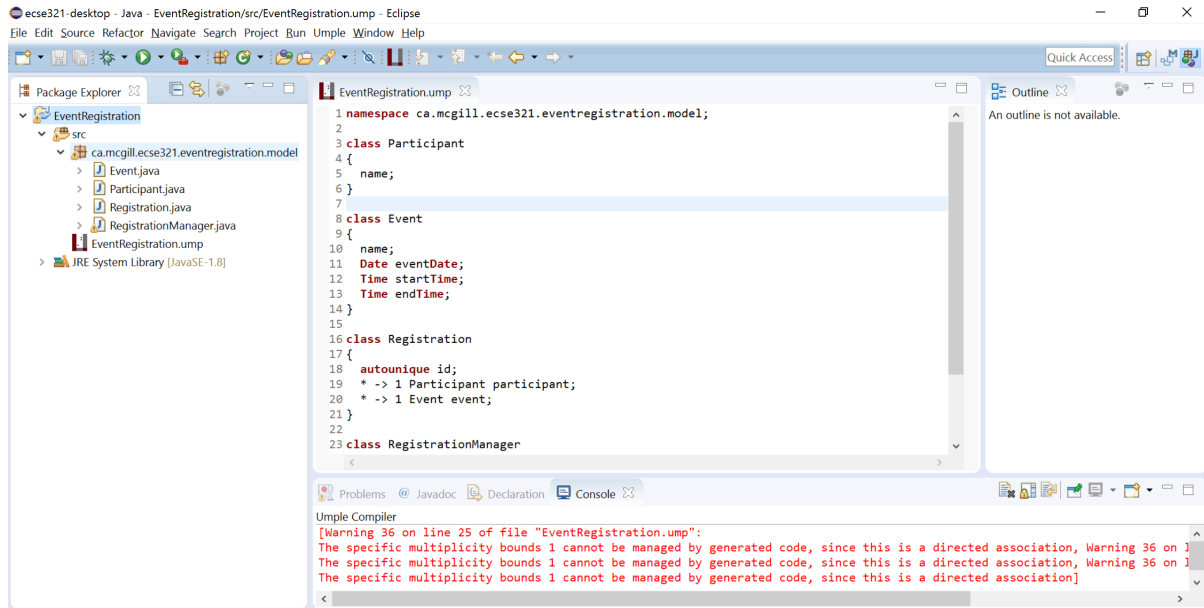 ecse321-desktop - Java - EventRegistration/src/EventRegistration.ump - Eclipse
File Edit Source Refactor Navigate Search Project Run Umple Window Help
Quick Access
Package Explorer
EventRegistration
src
ca.mcgill.ecse321.eventregistration.model
Event.java
Participant.java
Registration.java
RegistrationManager.java
EventRegistration.ump
JRE System Library [JavaSE-1.8]
EventRegistration.ump
1 namespace ca.mcgill.ecse321.eventregistration.model;
2
3 class Participant
4 {
5   name;
6 }
7
8 class Event
9 {
10   name;
11   Date eventDate;
12   Time startTime;
13   Time endTime;
14 }
15
16 class Registration
17 {
18   autounique id;
19   * -> 1 Participant participant;
20   * -> 1 Event event;
21 }
22
23 class RegistrationManager
Outline
An outline is not available.
Problems @ Javadoc Declaration Console
Umple Compiler
[Warning 36 on line 25 of file "EventRegistration.ump":
The specific multiplicity bounds 1 cannot be managed by generated code, since this is a directed association, Warning 36 on l
The specific multiplicity bounds 1 cannot be managed by generated code, since this is a directed association, Warning 36 on l
The specific multiplicity bounds 1 cannot be managed by generated code, since this is a directed association]